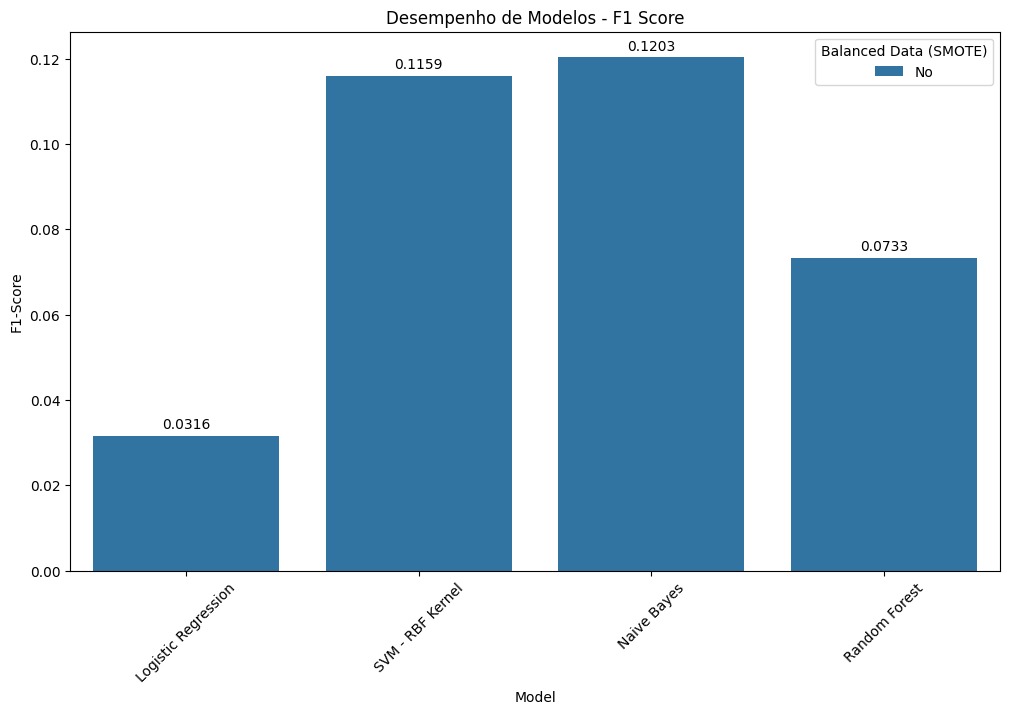 Desempenho de Modelos - F1 Score
Balanced Data (SMOTE)
No
F1-Score
0.12
0.10
0.08
0.06
0.04
0.02
0.00
0.0316
0.1159
0.1203
0.0733
Logistic Regression
SVM - RBF Kernel
Naive Bayes
Random Forest
Model